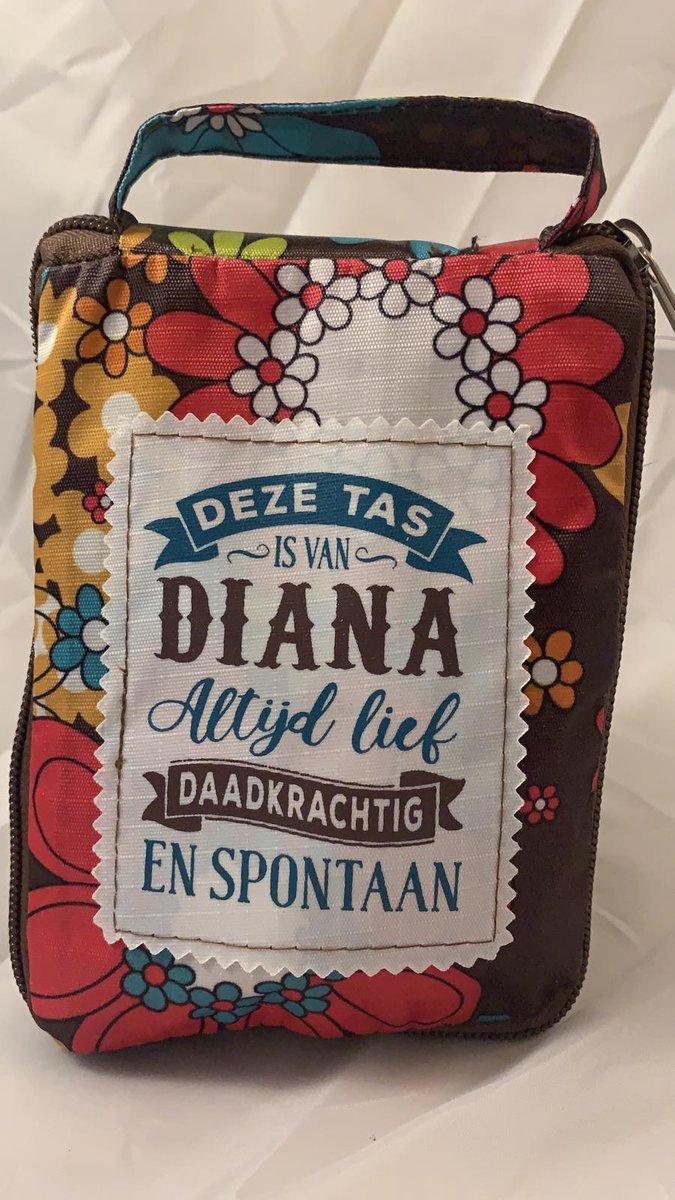 DEZE TAS
IS VAN
DIANA
Altijd lief
DAADKRACHTIG
EN SPONTAAN